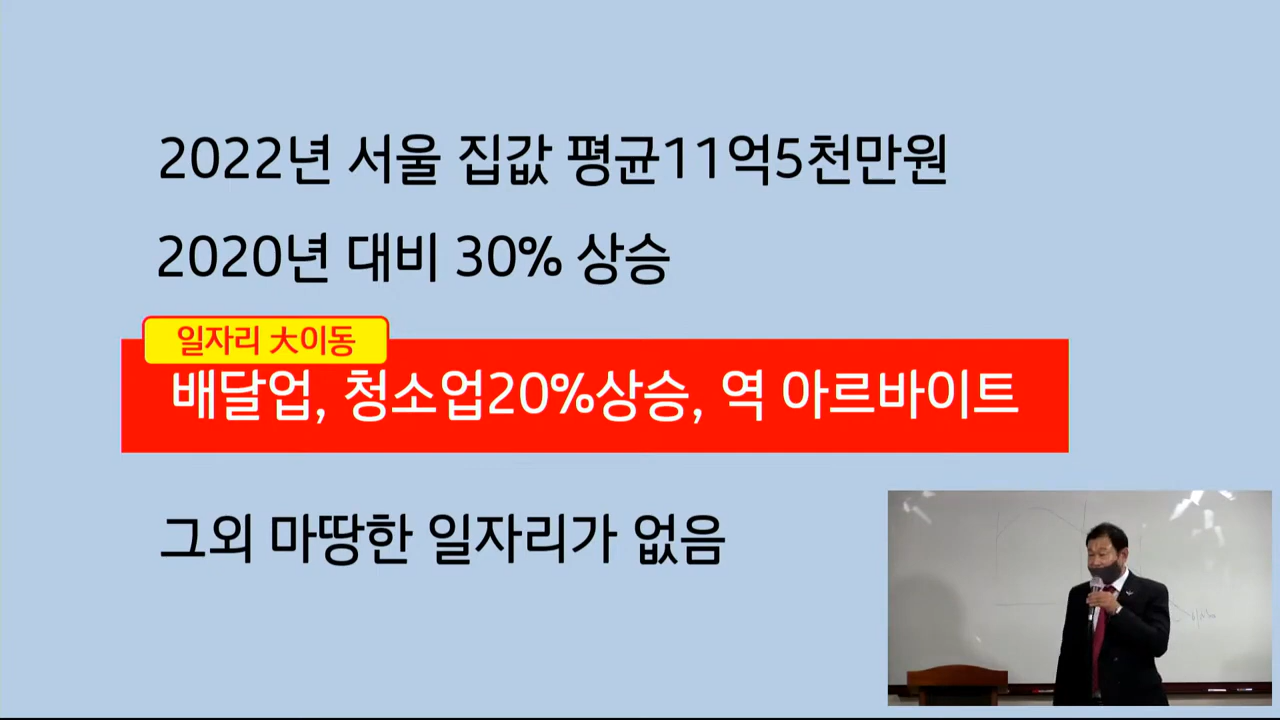 2022년 서울 집값 평균11억5천만원
2020년 대비 30% 상승
일자리 大이동
배달업, 청소업20%상승, 역 아르바이트
그외 마땅한 일자리가 없음